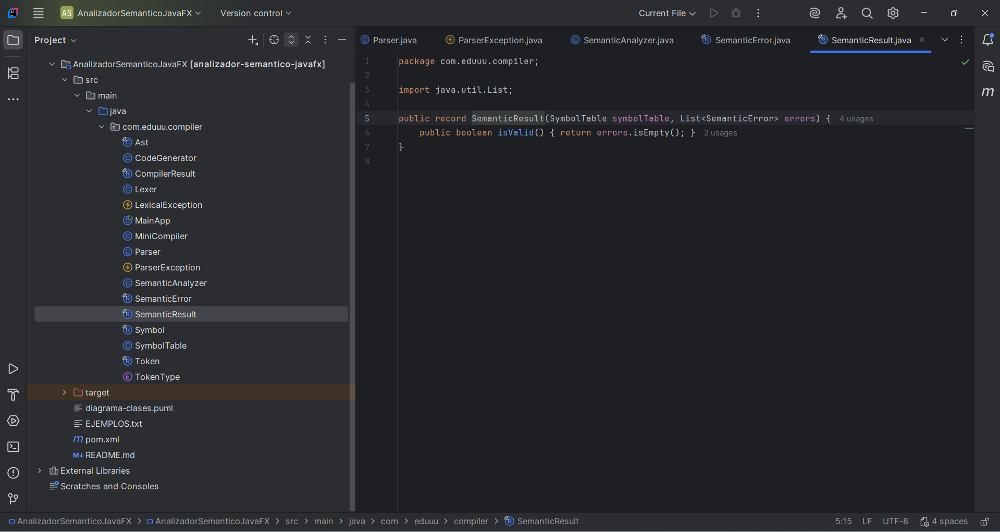 AS AnalizadorSemanticoJavaFX Version control Current File
Project
Parser.java ParserException.java SemanticAnalyzer.java SemanticError.java SemanticResult.java
AnalizadorSemanticoJavaFX [analizador-semantico-javafx]
src
main
java
com.eduuu.compiler
Ast
CodeGenerator
CompilerResult
Lexer
LexicalException
MainApp
MiniCompiler
Parser
ParserException
SemanticAnalyzer
SemanticError
SemanticResult
Symbol
SymbolTable
Token
TokenType
target
diagrama-clases.puml
EJEMPLOS.txt
m pom.xml
M↓ README.md
External Libraries
Scratches and Consoles
1 package com.eduuu.compiler;
2
3 import java.util.List;
4
5 public record SemanticResult(SymbolTable symbolTable, List<SemanticError> errors) { 4 usages
6 public boolean isValid() { return errors.isEmpty(); } 2 usages
7 }
8
m
AnalizadorSemanticoJavaFX > AnalizadorSemanticoJavaFX > src > main > java > com > eduuu > compiler > SemanticResult 5:15 LF UTF-8 4 spaces